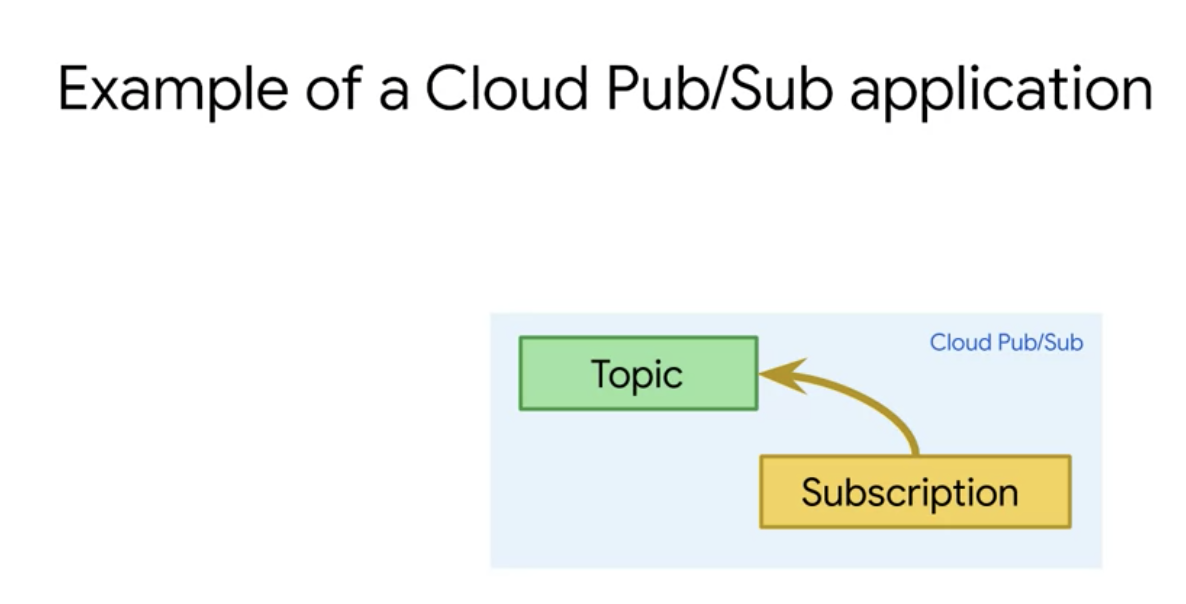 Example of a Cloud Pub/Sub application
Cloud Pub/Sub
Topic
Subscription